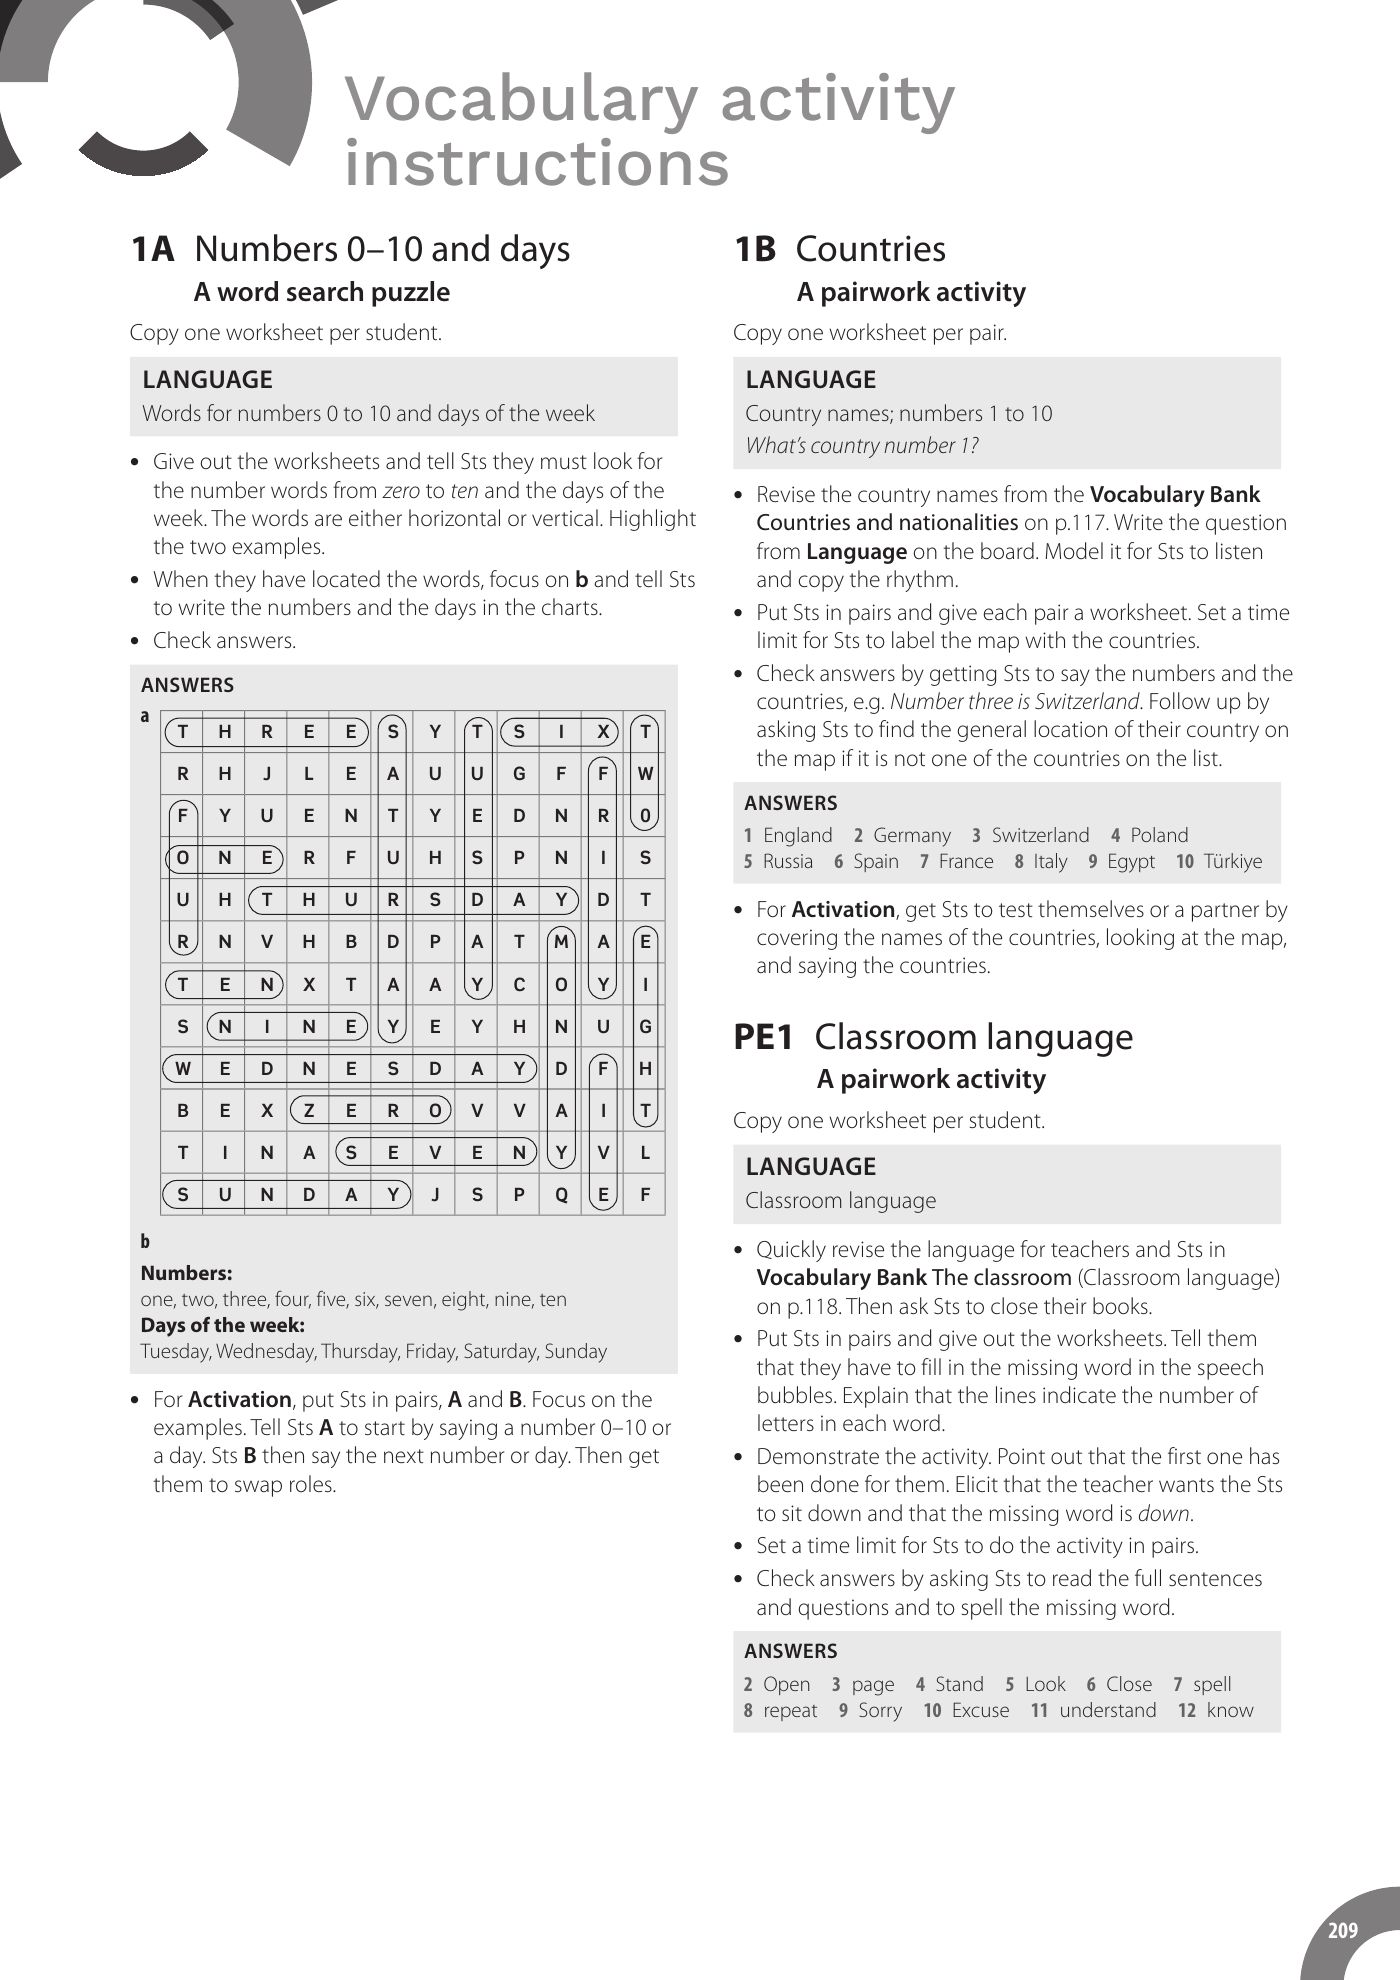 Vocabulary activity
instructions
1A Numbers 0–10 and days
A word search puzzle
Copy one worksheet per student.
LANGUAGE
Words for numbers 0 to 10 and days of the week
• Give out the worksheets and tell Sts they must look for
the number words from zero to ten and the days of the
week. The words are either horizontal or vertical. Highlight
the two examples.
• When they have located the words, focus on b and tell Sts
to write the numbers and the days in the charts.
• Check answers.
ANSWERS
a
T H R E E S Y T S I X T
R H J L E A U U G F F W
F Y U E N T Y E D N R 0
O N E R F U H S P N I S
U H T H U R S D A Y D T
R N V H B D P A T M A E
T E N X T A A Y C O Y I
S N I N E Y E Y H N U G
W E D N E S D A Y D F H
B E X Z E R O V V A I T
T I N A S E V E N Y V L
S U N D A Y J S P Q E F
b
Numbers:
one, two, three, four, five, six, seven, eight, nine, ten
Days of the week:
Tuesday, Wednesday, Thursday, Friday, Saturday, Sunday
• For Activation, put Sts in pairs, A and B. Focus on the
examples. Tell Sts A to start by saying a number 0–10 or
a day. Sts B then say the next number or day. Then get
them to swap roles.
1B Countries
A pairwork activity
Copy one worksheet per pair.
LANGUAGE
Country names; numbers 1 to 10
What's country number 1?
• Revise the country names from the Vocabulary Bank
Countries and nationalities on p.117. Write the question
from Language on the board. Model it for Sts to listen
and copy the rhythm.
• Put Sts in pairs and give each pair a worksheet. Set a time
limit for Sts to label the map with the countries.
• Check answers by getting Sts to say the numbers and the
countries, e.g. Number three is Switzerland. Follow up by
asking Sts to find the general location of their country on
the map if it is not one of the countries on the list.
ANSWERS
1 England 2 Germany 3 Switzerland 4 Poland
5 Russia 6 Spain 7 France 8 Italy 9 Egypt 10 Türkiye
• For Activation, get Sts to test themselves or a partner by
covering the names of the countries, looking at the map,
and saying the countries.
PE1 Classroom language
A pairwork activity
Copy one worksheet per student.
LANGUAGE
Classroom language
• Quickly revise the language for teachers and Sts in
Vocabulary Bank The classroom (Classroom language)
on p.118. Then ask Sts to close their books.
• Put Sts in pairs and give out the worksheets. Tell them
that they have to fill in the missing word in the speech
bubbles. Explain that the lines indicate the number of
letters in each word.
• Demonstrate the activity. Point out that the first one has
been done for them. Elicit that the teacher wants the Sts
to sit down and that the missing word is down.
• Set a time limit for Sts to do the activity in pairs.
• Check answers by asking Sts to read the full sentences
and questions and to spell the missing word.
ANSWERS
2 Open 3 page 4 Stand 5 Look 6 Close 7 spell
8 repeat 9 Sorry 10 Excuse 11 understand 12 know
209